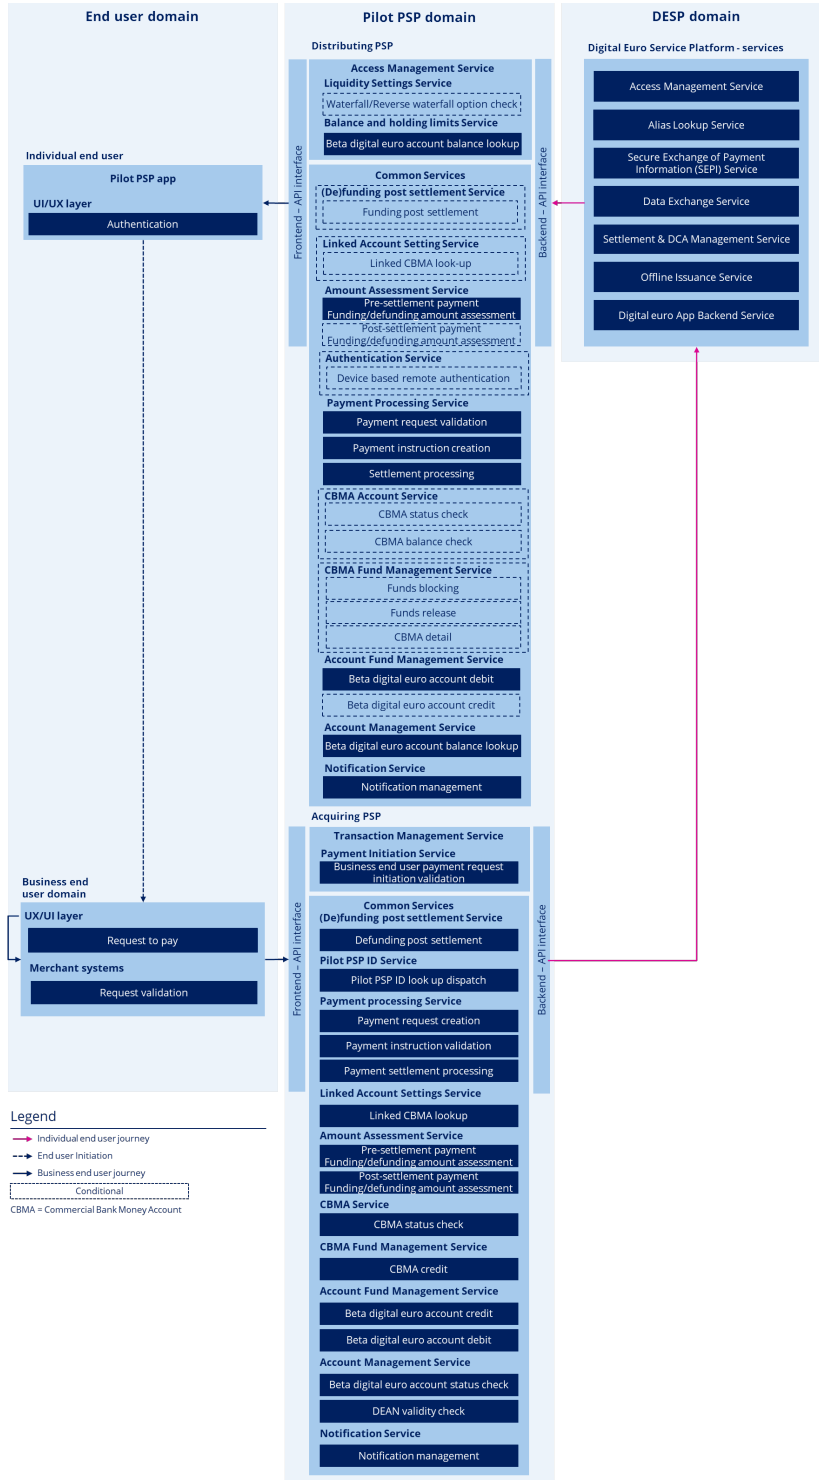 End user domain
Pilot PSP domain
DESP domain
Distributing PSP
Digital Euro Service Platform - services
Individual end user
Pilot PSP app
UI/UX layer
Authentication
Frontend – API interface
Access Management Service
Liquidity Settings Service
Waterfall/Reverse waterfall option check
Balance and holding limits Service
Beta digital euro account balance lookup
Common Services
(De)funding post settlement Service
Funding post settlement
Linked Account Setting Service
Linked CBMA look-up
Amount Assessment Service
Pre-settlement payment
Funding/defunding amount assessment
Post-settlement payment
Funding/defunding amount assessment
Authentication Service
Device based remote authentication
Payment Processing Service
Payment request validation
Payment instruction creation
Settlement processing
CBMA Account Service
CBMA status check
CBMA balance check
CBMA Fund Management Service
Funds blocking
Funds release
CBMA detail
Account Fund Management Service
Beta digital euro account debit
Beta digital euro account credit
Account Management Service
Beta digital euro account balance lookup
Notification Service
Notification management
Backend – API interface
Access Management Service
Alias Lookup Service
Secure Exchange of Payment
Information (SEPI) Service
Data Exchange Service
Settlement & DCA Management Service
Offline Issuance Service
Digital euro App Backend Service
Business end
user domain
UX/UI layer
Request to pay
Merchant systems
Request validation
Acquiring PSP
Frontend – API interface
Transaction Management Service
Payment Initiation Service
Business end user payment request
initiation validation
Common Services
(De)funding post settlement Service
Defunding post settlement
Pilot PSP ID Service
Pilot PSP ID look up dispatch
Payment processing Service
Payment request creation
Payment instruction validation
Payment settlement processing
Linked Account Settings Service
Linked CBMA lookup
Amount Assessment Service
Pre-settlement payment
Funding/defunding amount assessment
Post-settlement payment
Funding/defunding amount assessment
CBMA Service
CBMA status check
CBMA Fund Management Service
CBMA credit
Account Fund Management Service
Beta digital euro account credit
Beta digital euro account debit
Account Management Service
Beta digital euro account status check
DEAN validity check
Notification Service
Notification management
Backend – API interface
Legend
Individual end user journey
End user Initiation
Business end user journey
Conditional
CBMA = Commercial Bank Money Account